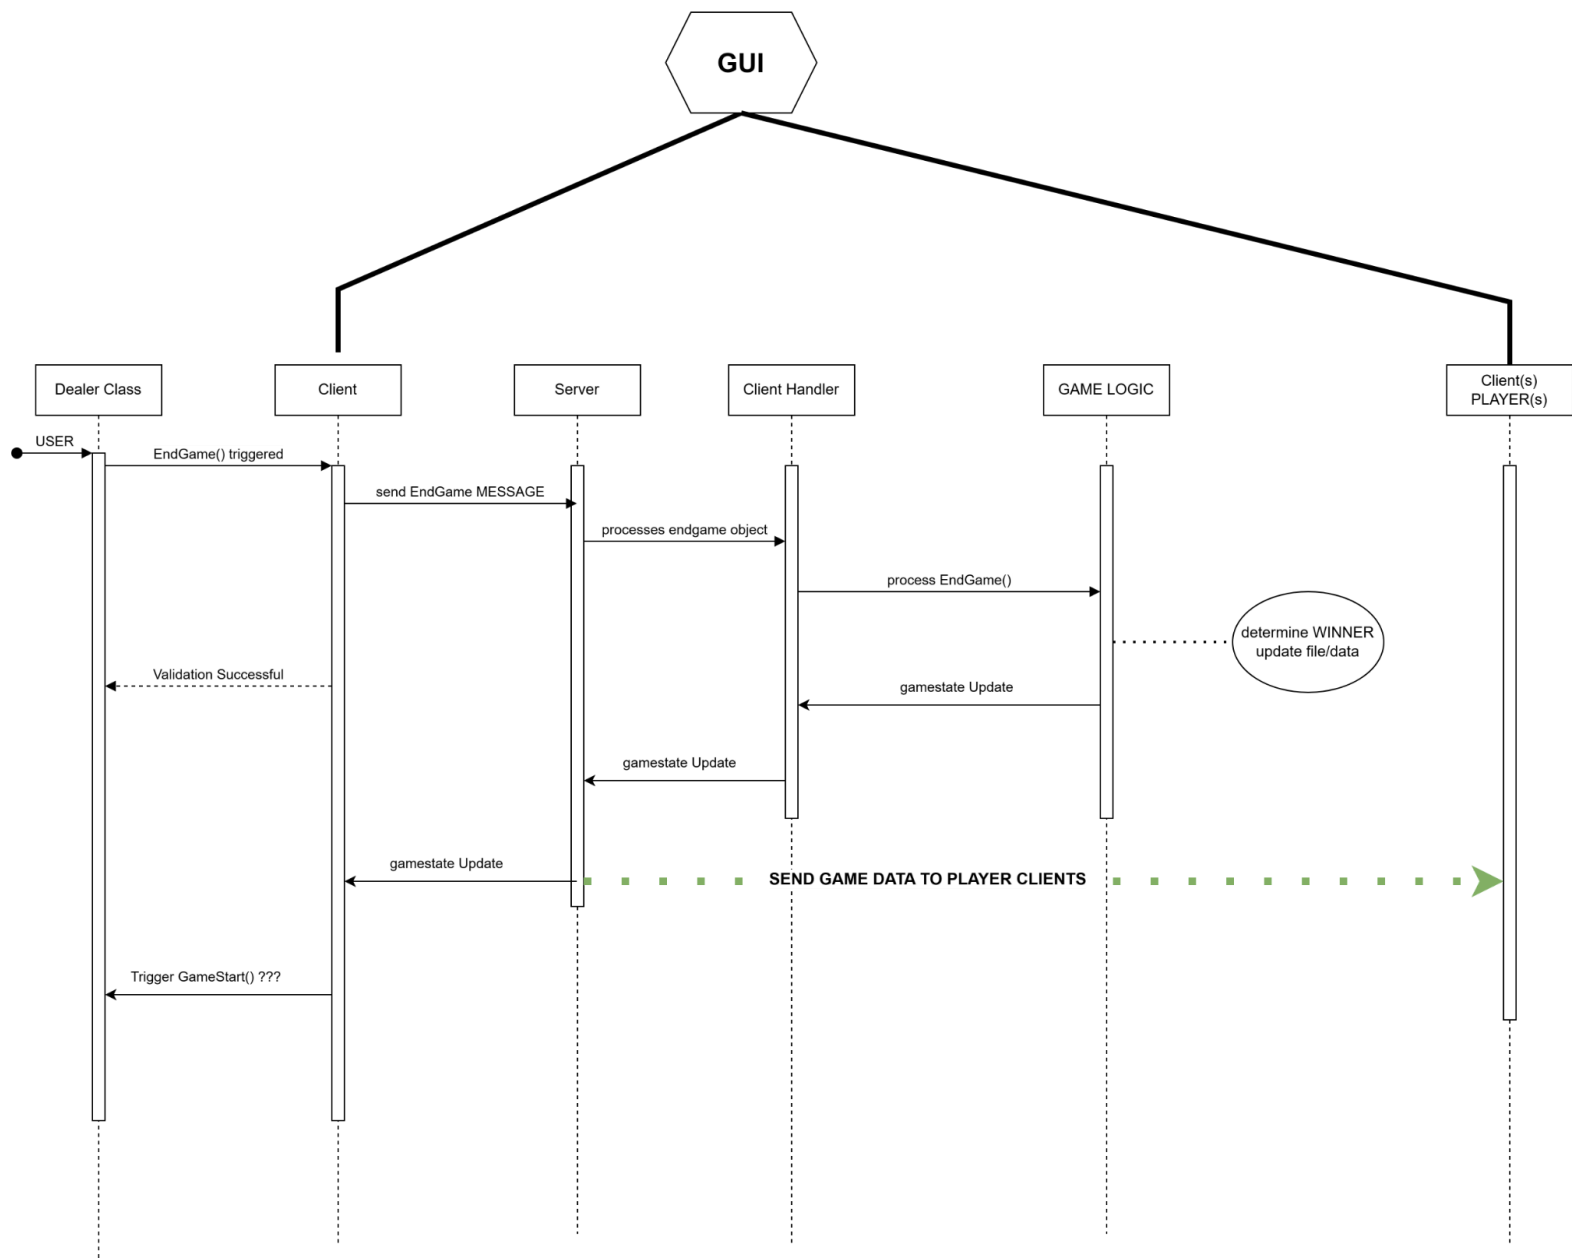 GUI
Dealer Class
Client
Server
Client Handler
GAME LOGIC
Client(s)
PLAYER(s)
USER
EndGame() triggered
send EndGame MESSAGE
processes endgame object
process EndGame()
determine WINNER
update file/data
Validation Successful
gamestate Update
gamestate Update
gamestate Update
SEND GAME DATA TO PLAYER CLIENTS
Trigger GameStart() ???